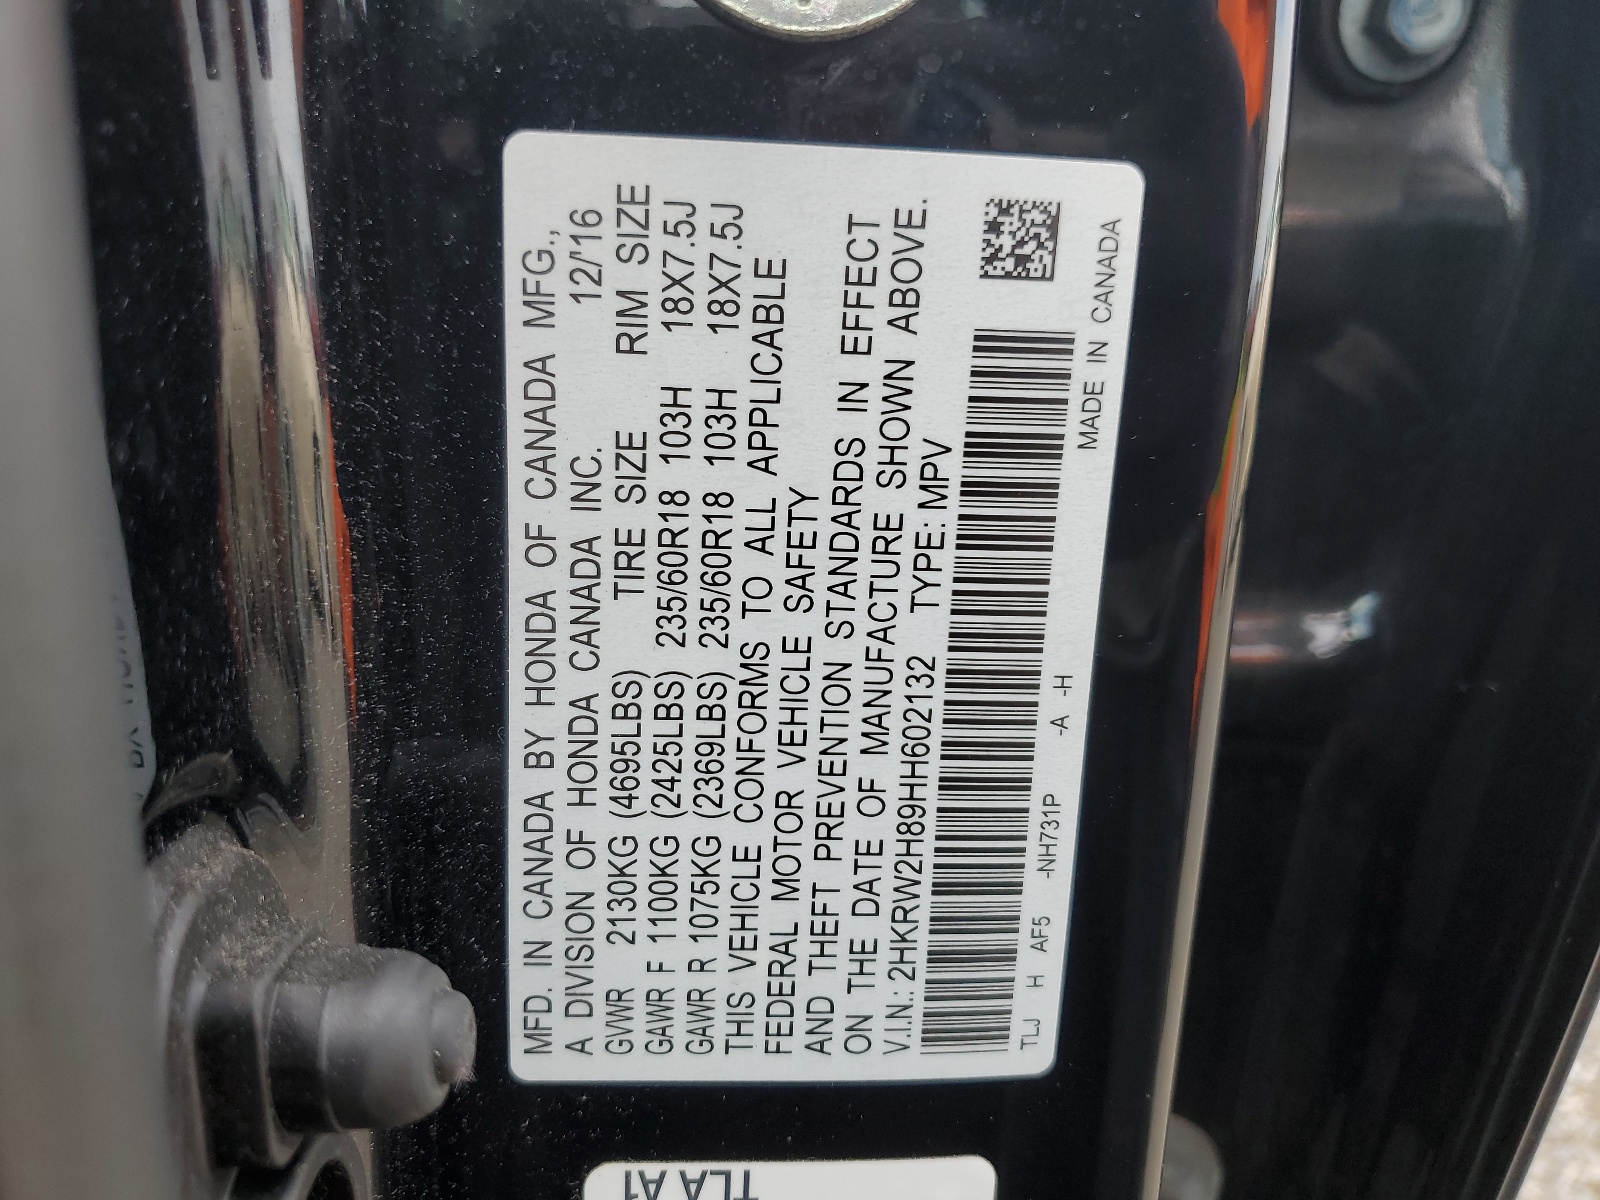 MFD. IN CANADA BY HONDA OF CANADA MFG.,
A DIVISION OF HONDA CANADA INC. 12/'16
GVWR 2130KG (4695LBS) TIRE SIZE RIM SIZE
GAWR F 1100KG (2425LBS) 235/60R18 103H 18X7.5J
GAWR R 1075KG (2369LBS) 235/60R18 103H 18X7.5J
THIS VEHICLE CONFORMS TO ALL APPLICABLE
FEDERAL MOTOR VEHICLE SAFETY
AND THEFT PREVENTION STANDARDS IN EFFECT
ON THE DATE OF MANUFACTURE SHOWN ABOVE.
V.I.N.: 2HKRW2H89HH602132 TYPE: MPV
TLJ H AF5 -NH731P -A -H
MADE IN CANADA
TLA A1